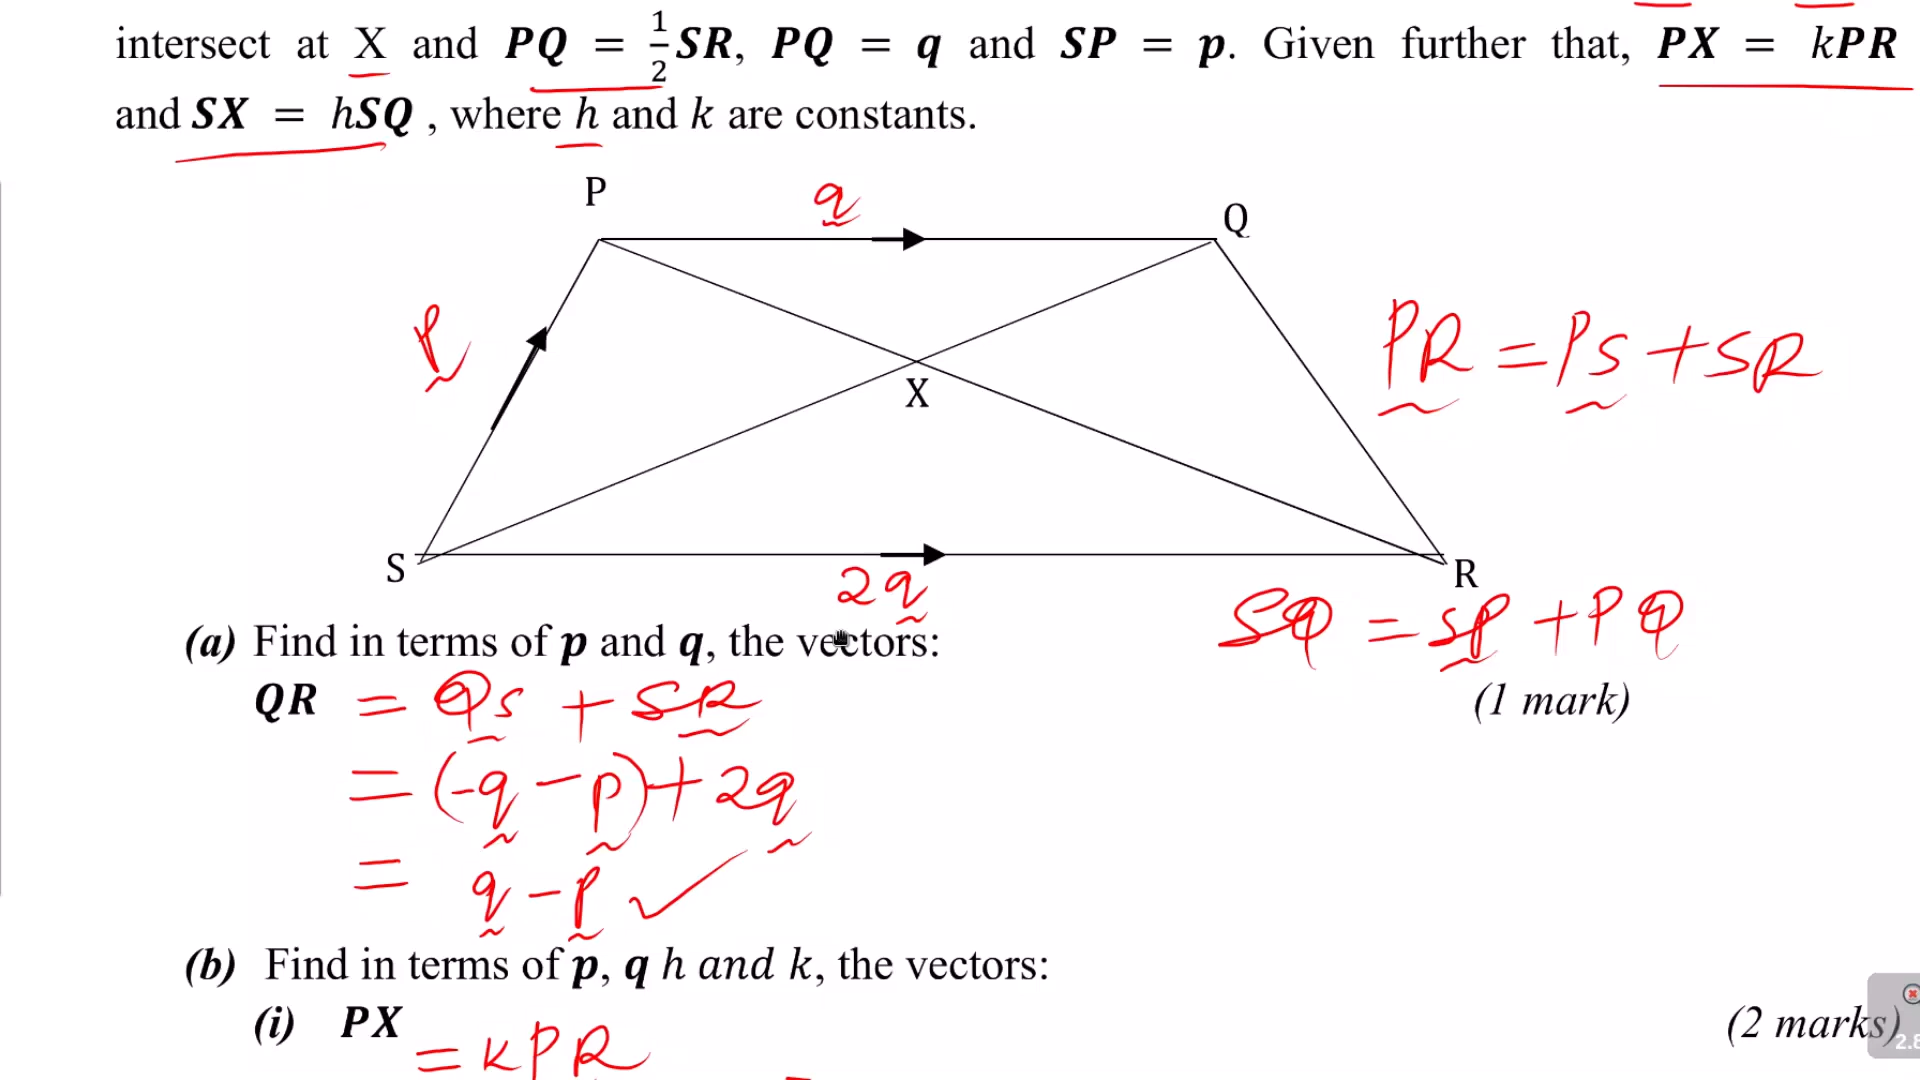 intersect at X and PQ = ½SR, PQ = q and SP = p. Given further that, PX = kPR
and SX = hSQ , where h and k are constants.
P
q
Q
p
PR = PS + SR
X
S
R
2q
SQ = SP + PQ
(a) Find in terms of p and q, the vectors:
QR = QS + SR
(1 mark)
= (-q - p) + 2q
= q - p ✓
(b) Find in terms of p, q h and k, the vectors:
(i) PX
(2 marks)
= kPR
2.8